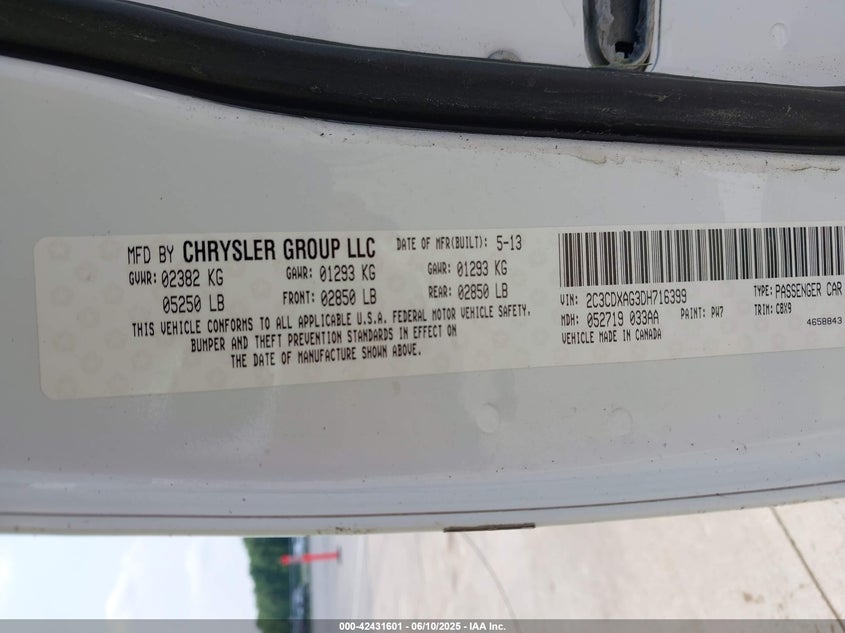 MFD BY CHRYSLER GROUP LLC DATE OF MFR(BUILT): 5-13
GVWR: 02382 KG GAWR: 01293 KG GAWR: 01293 KG
05250 LB FRONT: 02850 LB REAR: 02850 LB
THIS VEHICLE CONFORMS TO ALL APPLICABLE U.S.A. FEDERAL MOTOR VEHICLE SAFETY,
BUMPER AND THEFT PREVENTION STANDARDS IN EFFECT ON
THE DATE OF MANUFACTURE SHOWN ABOVE.
VIN: 2C3CDXAG3DH716399 TYPE: PASSENGER CAR
MDH: 052719 033AA PAINT: PW7 TRIM: CBX9
VEHICLE MADE IN CANADA 4658843
000-42431601 - 06/10/2025 - IAA Inc.